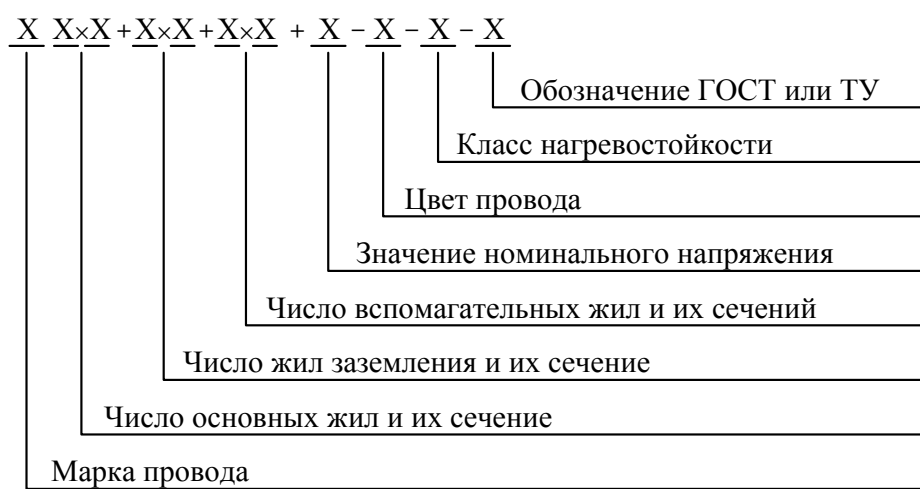 Х Х×Х+Х×Х+Х×Х + Х – Х – Х – Х
Обозначение ГОСТ или ТУ
Класс нагревостойкости
Цвет провода
Значение номинального напряжения
Число вспомагательных жил и их сечений
Число жил заземления и их сечение
Число основных жил и их сечение
Марка провода